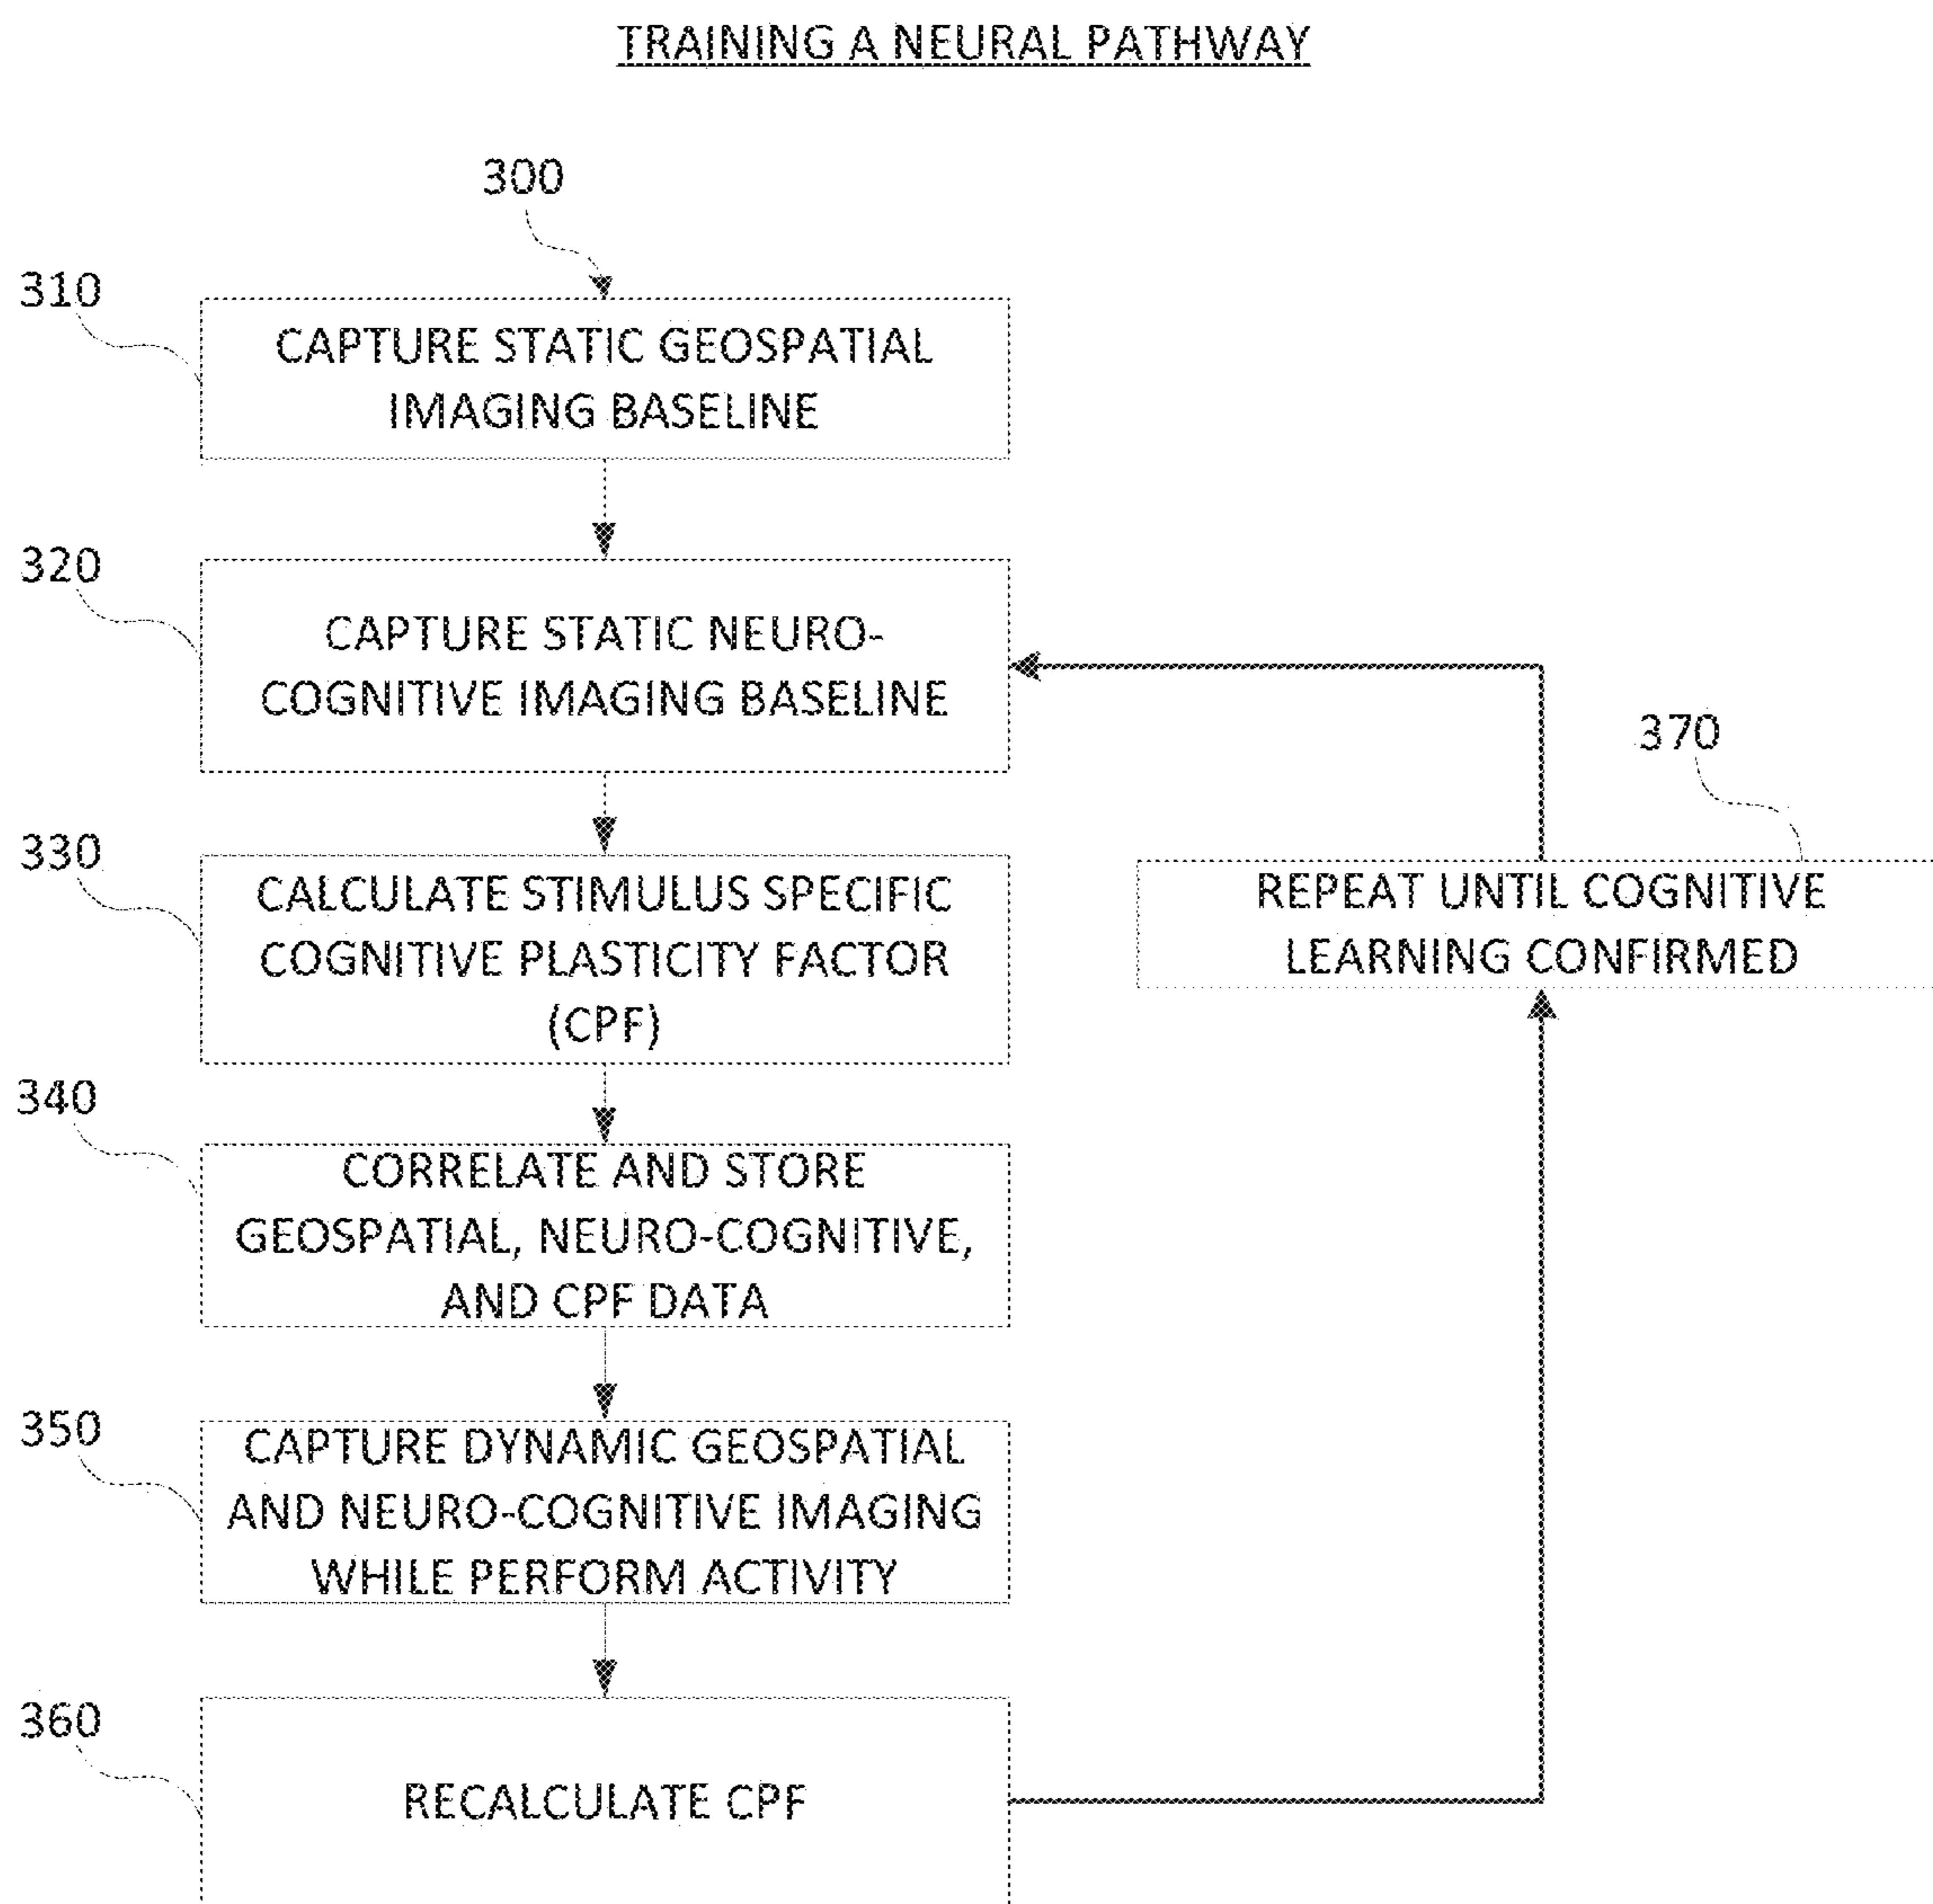 TRAINING A NEURAL PATHWAY
300
310
CAPTURE STATIC GEOSPATIAL
IMAGING BASELINE
320
CAPTURE STATIC NEURO-
COGNITIVE IMAGING BASELINE
370
330
CALCULATE STIMULUS SPECIFIC
COGNITIVE PLASTICITY FACTOR
(CPF)
REPEAT UNTIL COGNITIVE
LEARNING CONFIRMED
340
CORRELATE AND STORE
GEOSPATIAL, NEURO-COGNITIVE,
AND CPF DATA
350
CAPTURE DYNAMIC GEOSPATIAL
AND NEURO-COGNITIVE IMAGING
WHILE PERFORM ACTIVITY
360
RECALCULATE CPF